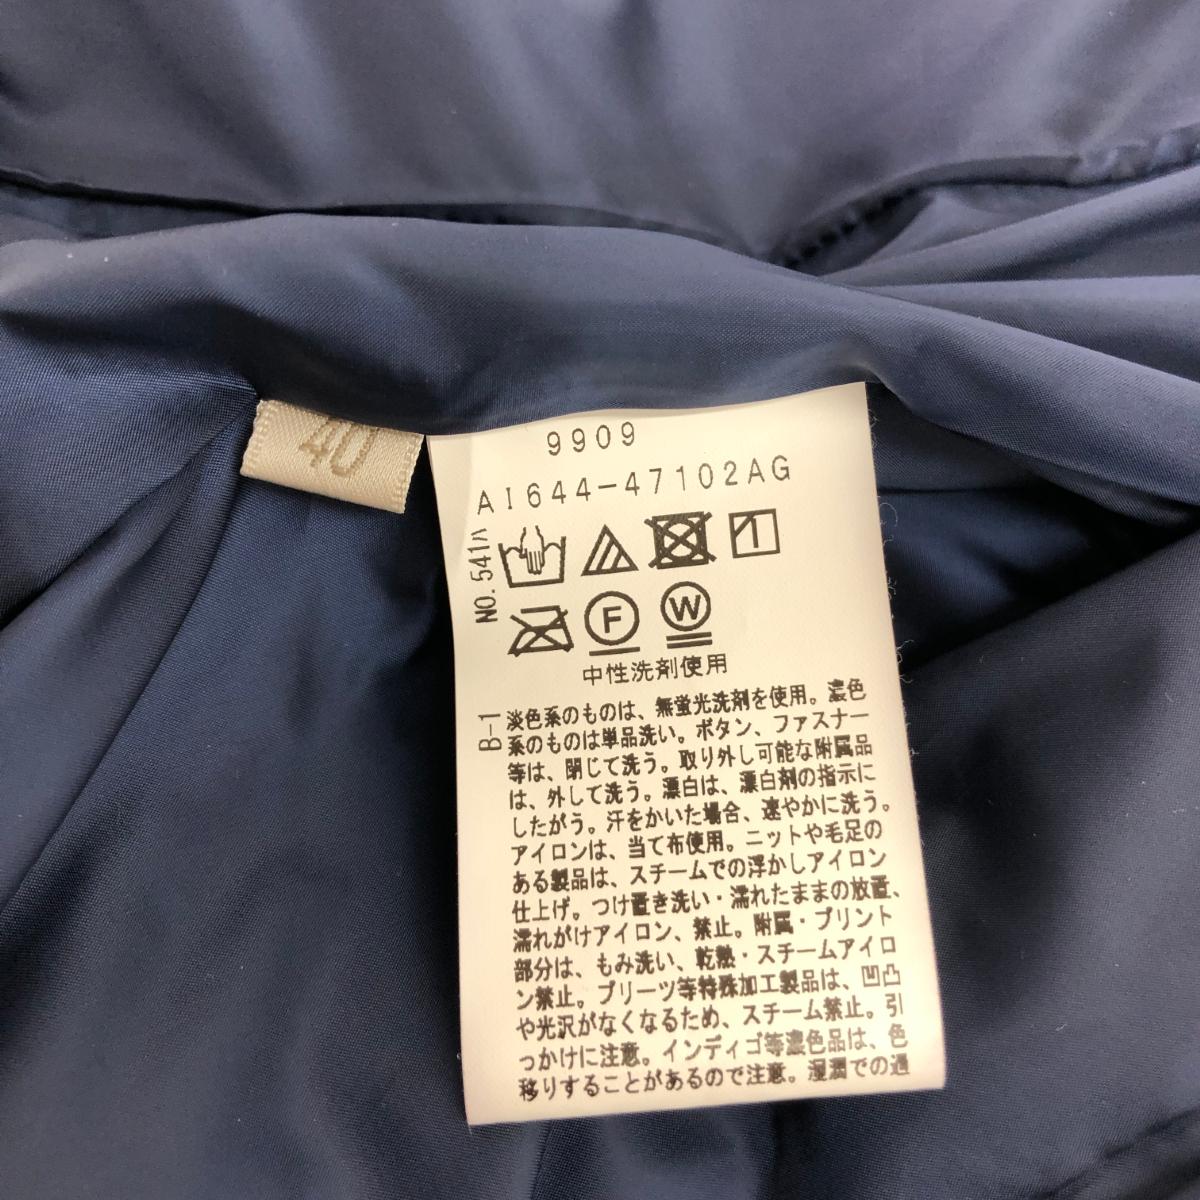 40
9909
AI644-47102AG
NO.541ハ
1
F
W
中性洗剤使用
B-1
淡色系のものは、無蛍光洗剤を使用。濃色
系のものは単品洗い。ボタン、ファスナー
等は、閉じて洗う。取り外し可能な附属品
は、外して洗う。漂白は、漂白剤の指示に
したがう。汗をかいた場合、速やかに洗う。
アイロンは、当て布使用。ニットや毛足の
ある製品は、スチームでの浮かしアイロン
仕上げ。つけ置き洗い・濡れたままの放置、
濡れがけアイロン、禁止。附属・プリント
部分は、もみ洗い、乾熱・スチームアイロ
ン禁止。プリーツ等特殊加工製品は、凹凸
や光沢がなくなるため、スチーム禁止。引
っかけに注意。インディゴ等濃色品は、色
移りすることがあるので注意。湿潤での過